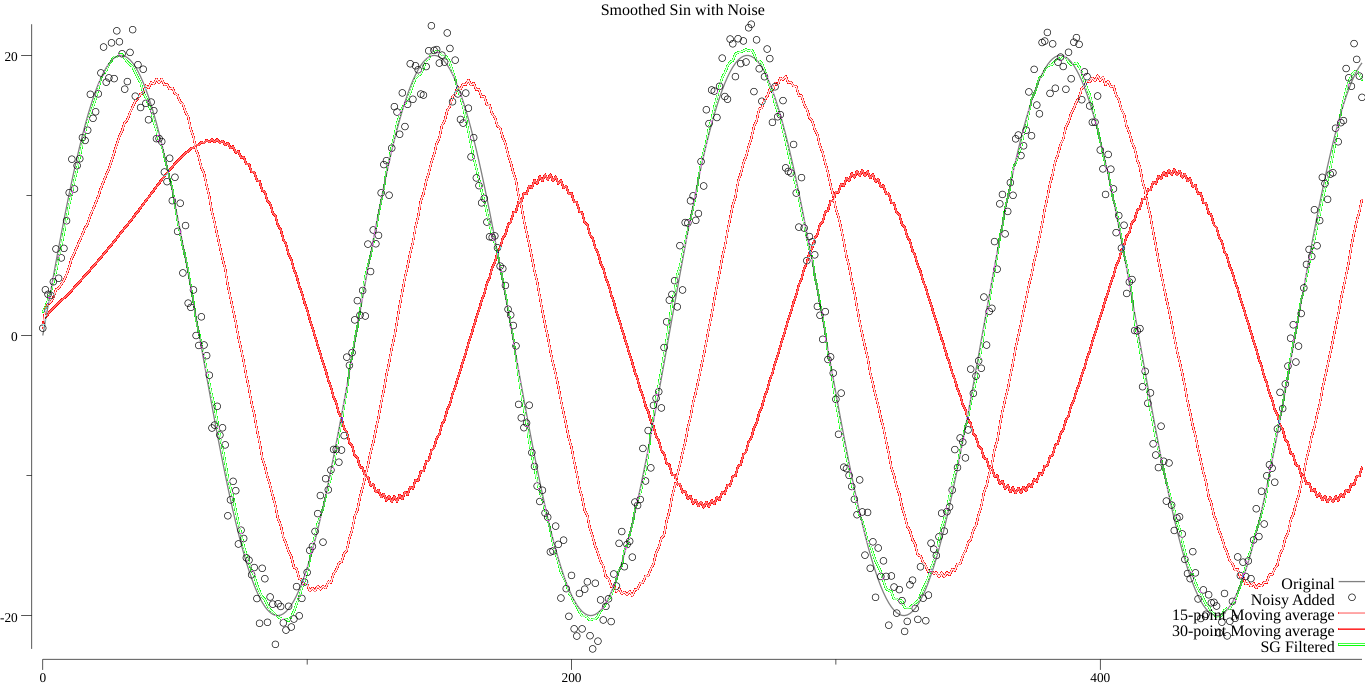 Smoothed Sin with Noise
20
0
-20
Original
Noisy Added
15-point Moving average
30-point Moving average
SG Filtered
0
200
400